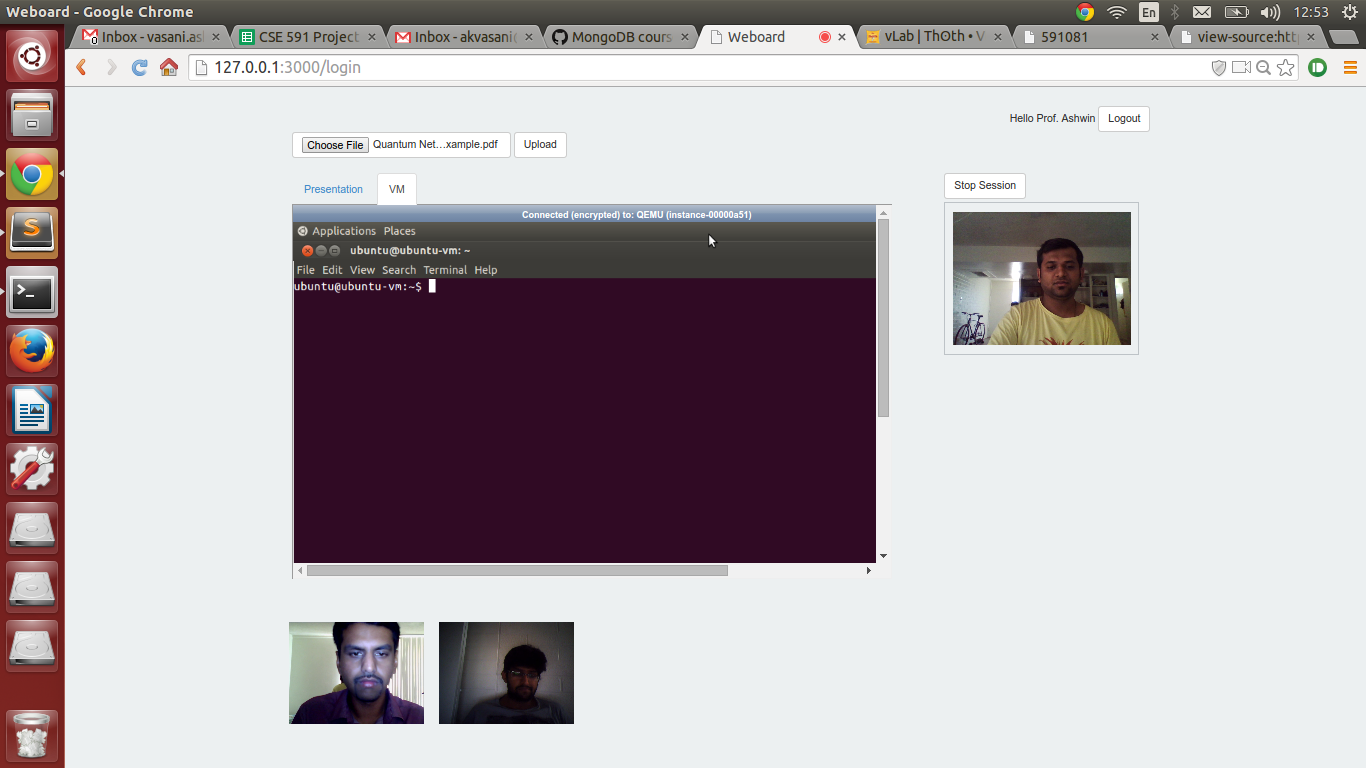 Weboard - Google Chrome
En
12:53
0
Inbox - vasani.as
CSE 591 Project
Inbox - akvasani
MongoDB cours
Weboard
vLab | Thʘth • V
591081
view-source:htt
127.0.0.1:3000/login
Hello Prof. Ashwin
Logout
Choose File
Quantum Net…xample.pdf
Upload
Presentation
VM
Stop Session
Connected (encrypted) to: QEMU (instance-00000a51)
Applications Places
ubuntu@ubuntu-vm: ~
File Edit View Search Terminal Help
ubuntu@ubuntu-vm:~$